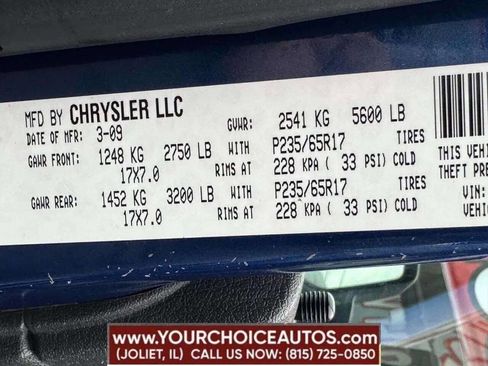 MFD BY CHRYSLER LLC
DATE OF MFR: 3-09 GVWR: 2541 KG 5600 LB
GAWR FRONT: 1248 KG 2750 LB WITH P235/65R17 TIRES
17X7.0 RIMS AT 228 KPA ( 33 PSI) COLD
GAWR REAR: 1452 KG 3200 LB WITH P235/65R17 TIRES
17X7.0 RIMS AT 228 KPA ( 33 PSI) COLD
THIS VEHI
THEFT PRE
VIN:
VEHIC
WWW.YOURCHOICEAUTOS.COM
(JOLIET, IL) CALL US NOW: (815) 725-0850